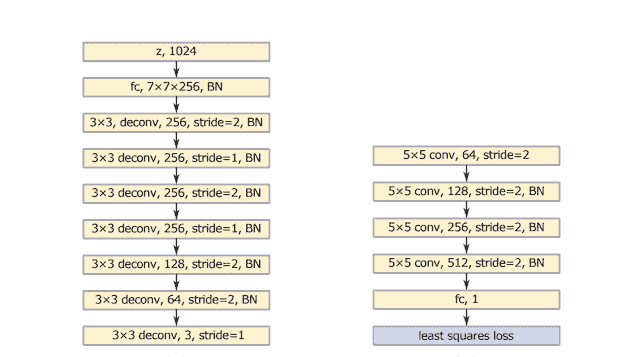 z, 1024
fc, 7×7×256, BN
3×3, deconv, 256, stride=2, BN
3×3 deconv, 256, stride=1, BN
3×3 deconv, 256, stride=2, BN
3×3 deconv, 256, stride=1, BN
3×3 deconv, 128, stride=2, BN
3×3 deconv, 64, stride=2, BN
3×3 deconv, 3, stride=1
5×5 conv, 64, stride=2
5×5 conv, 128, stride=2, BN
5×5 conv, 256, stride=2, BN
5×5 conv, 512, stride=2, BN
fc, 1
least squares loss